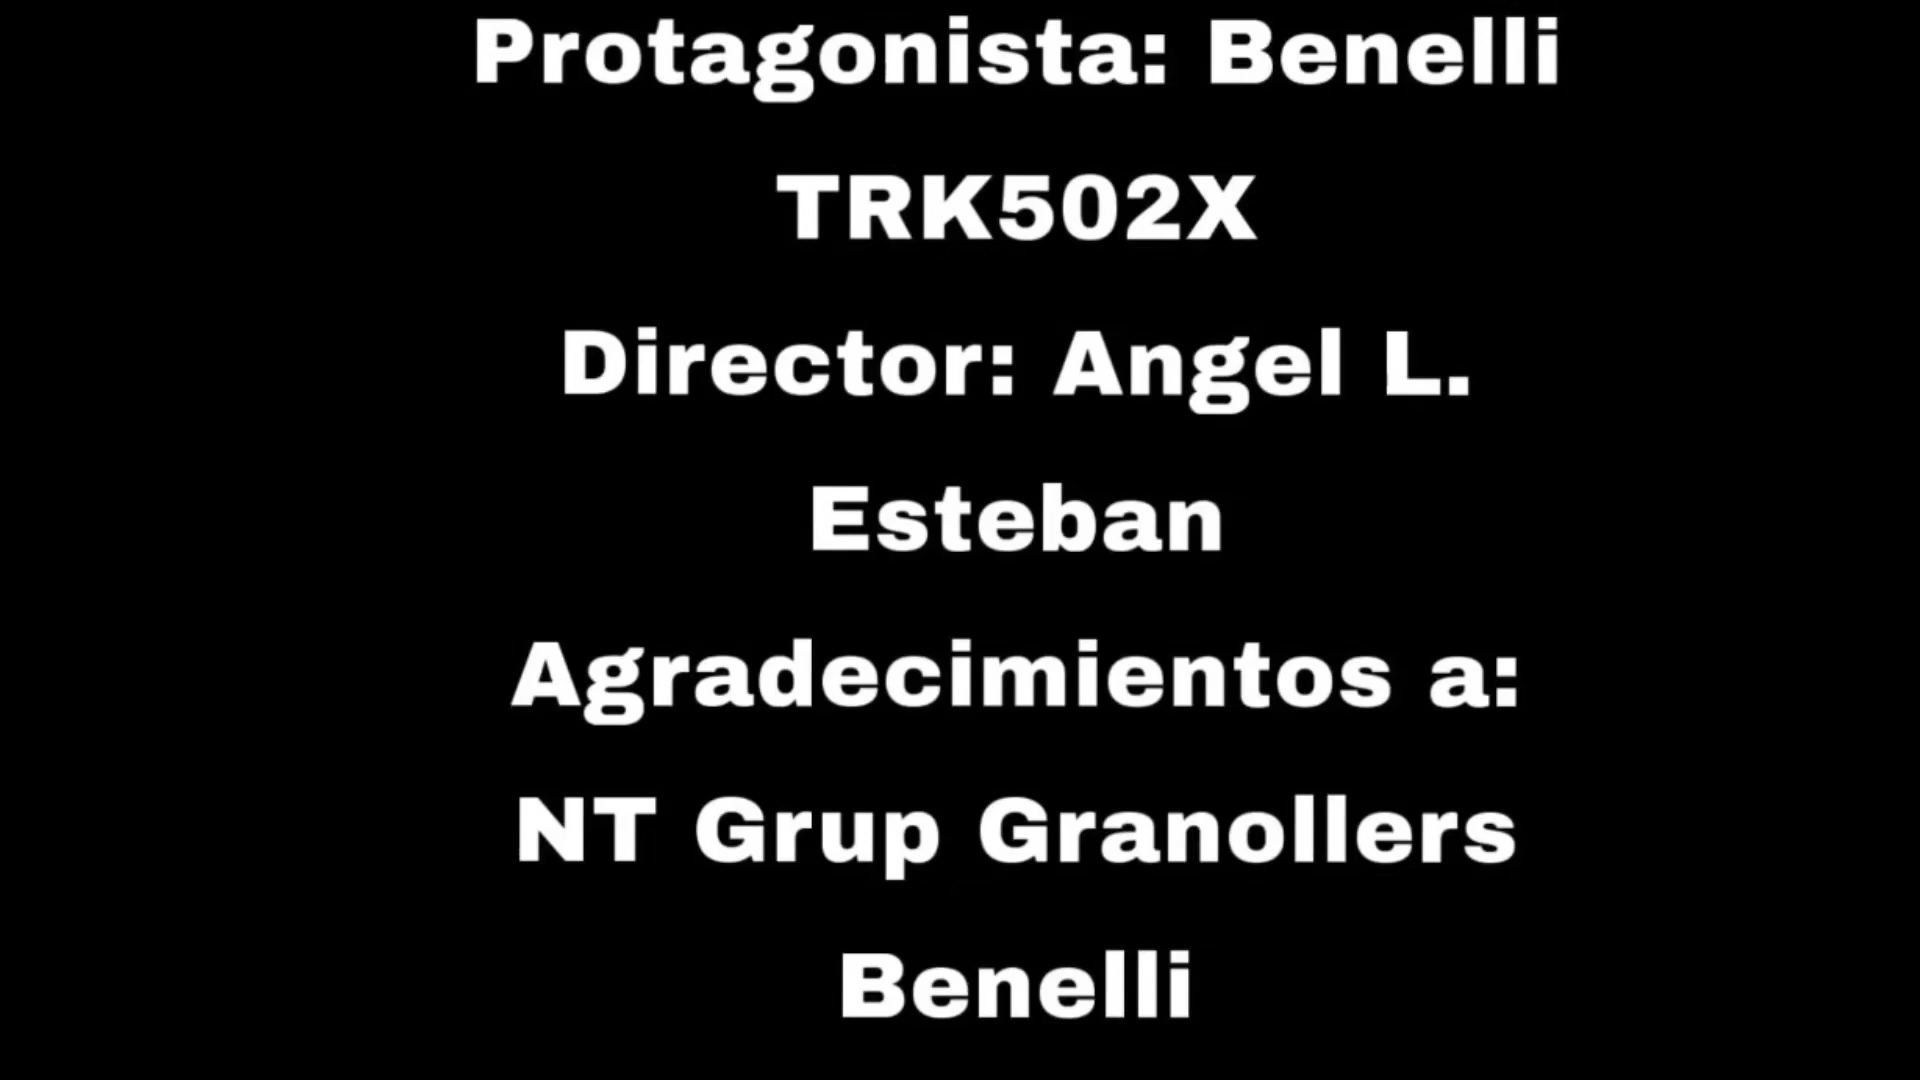 Protagonista: Benelli
TRK502X
Director: Angel L.
Esteban
Agradecimientos a:
NT Grup Granollers
Benelli